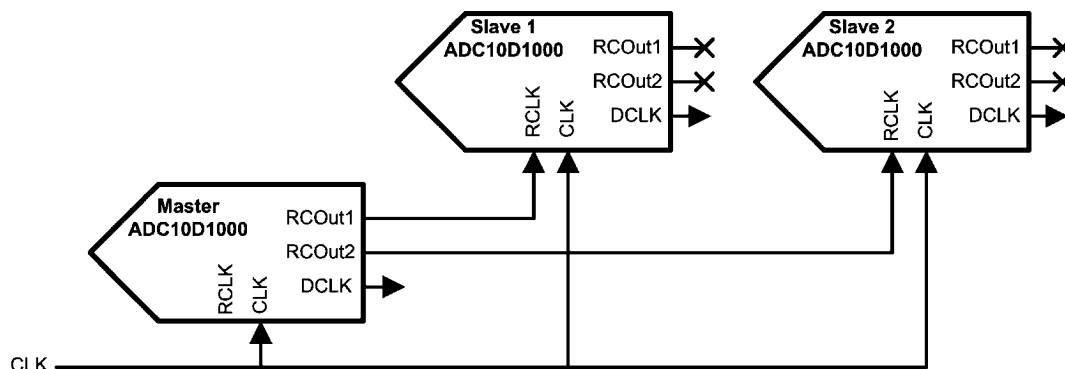 Slave 1
ADC10D1000
RCOut1
RCOut2
DCLK
RCLK
CLK
Slave 2
ADC10D1000
RCOut1
RCOut2
DCLK
RCLK
CLK
Master
ADC10D1000
RCOut1
RCOut2
DCLK
RCLK
CLK
CLK